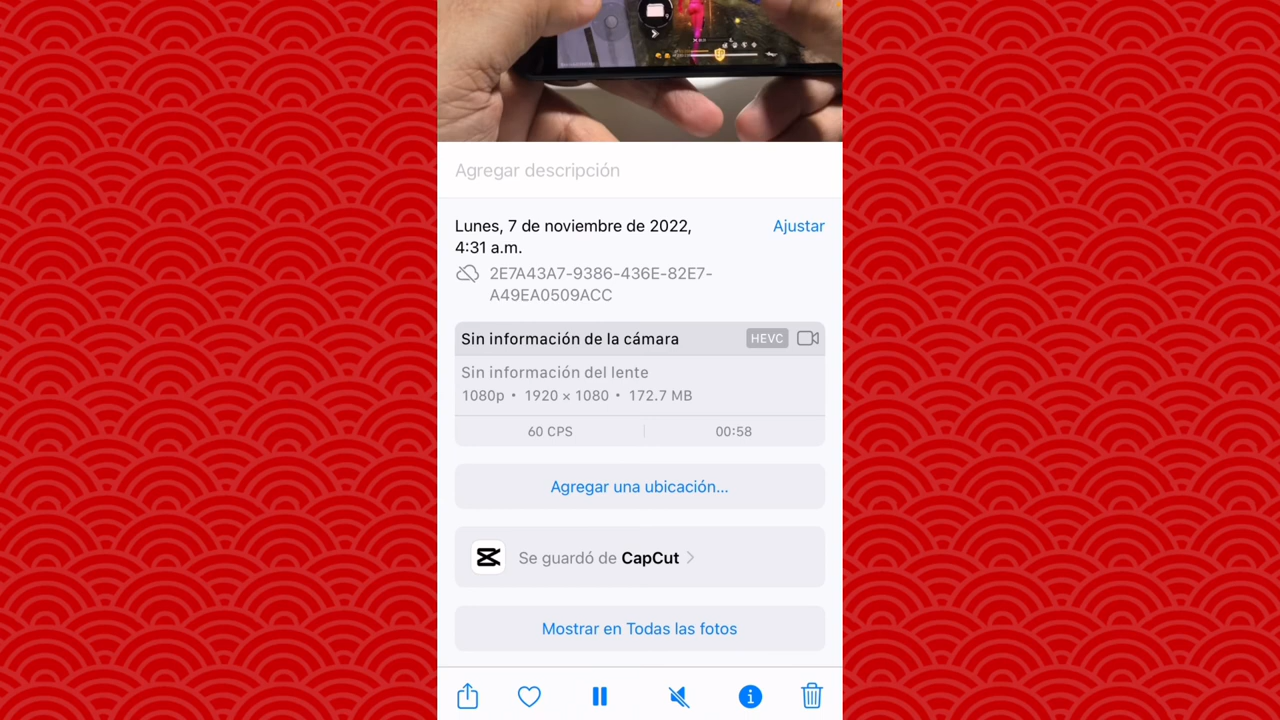 Agregar descripción
Lunes, 7 de noviembre de 2022,
4:31 a.m.
Ajustar
2E7A43A7-9386-436E-82E7-
A49EA0509ACC
Sin información de la cámara
HEVC
Sin información del lente
1080p • 1920 × 1080 • 172.7 MB
60 CPS
00:58
Agregar una ubicación...
Se guardó de CapCut
Mostrar en Todas las fotos